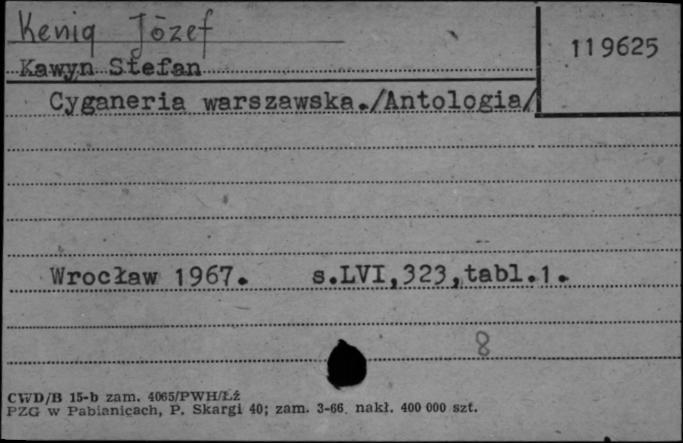 Kenig Józef
119625
Kawyn Stefan
Cyganeria warszawska./Antologia/
Wrocław 1967. s.LVI,323,tabl.1.
8
CWD/B 15-b zam. 4065/PWH/Łź
PZG w Pabianicach, P. Skargi 40; zam. 3-66. nakł. 400 000 szt.